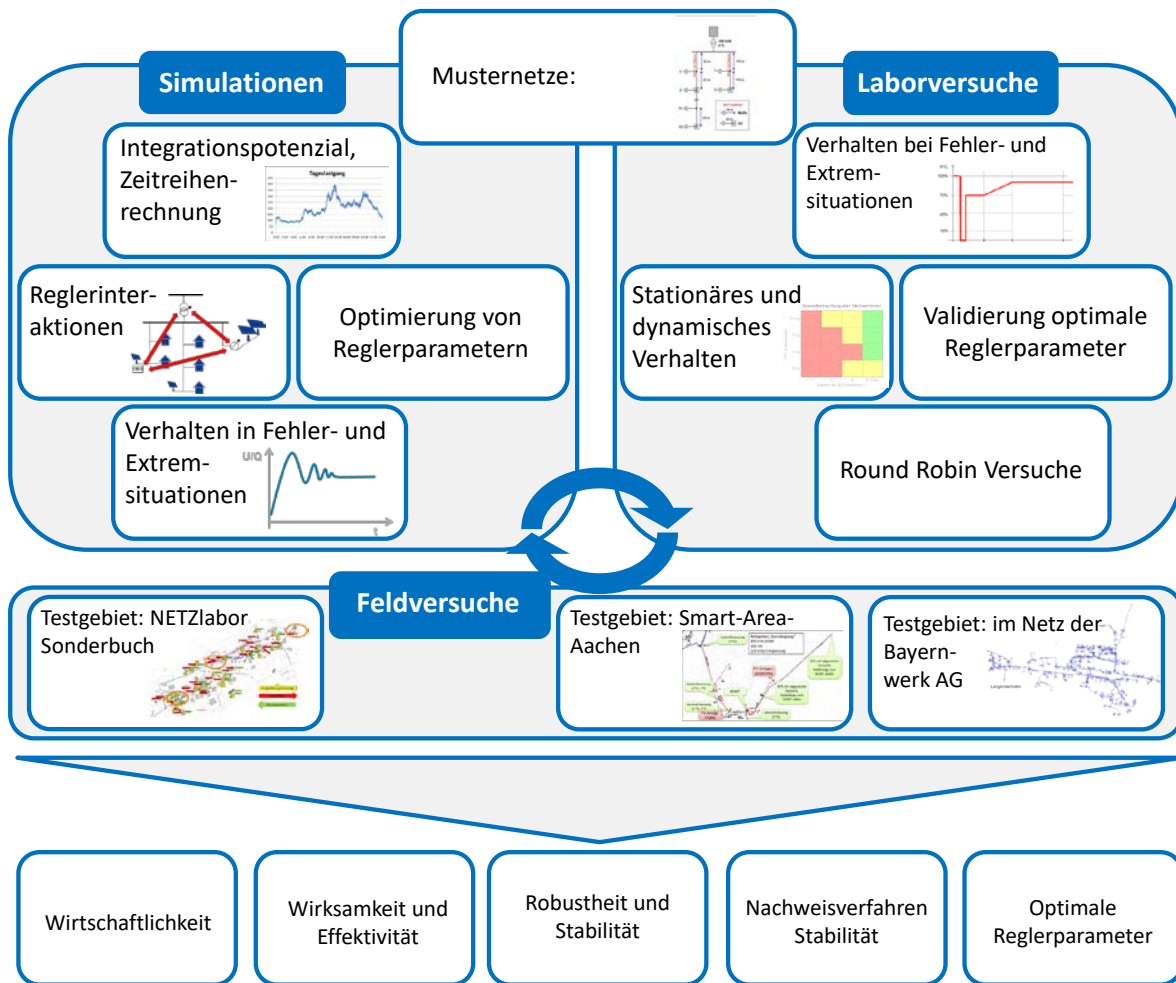 Musternetze:
Simulationen
Integrationspotenzial,
Zeitreihen-
rechnung
Tagesleistung
Reglerinter-
aktionen
Optimierung von
Reglerparametern
Verhalten in Fehler- und
Extrem-
situationen
U/Q
t
Laborversuche
Verhalten bei Fehler- und
Extrem-
situationen
Stationäres und
dynamisches
Verhalten
Validierung optimale
Reglerparameter
Round Robin Versuche
Feldversuche
Testgebiet: NETZlabor
Sonderbuch
Testgebiet: Smart-Area-
Aachen
Testgebiet: im Netz der
Bayern-
werk AG
Wirtschaftlichkeit
Wirksamkeit und
Effektivität
Robustheit und
Stabilität
Nachweisverfahren
Stabilität
Optimale
Reglerparameter